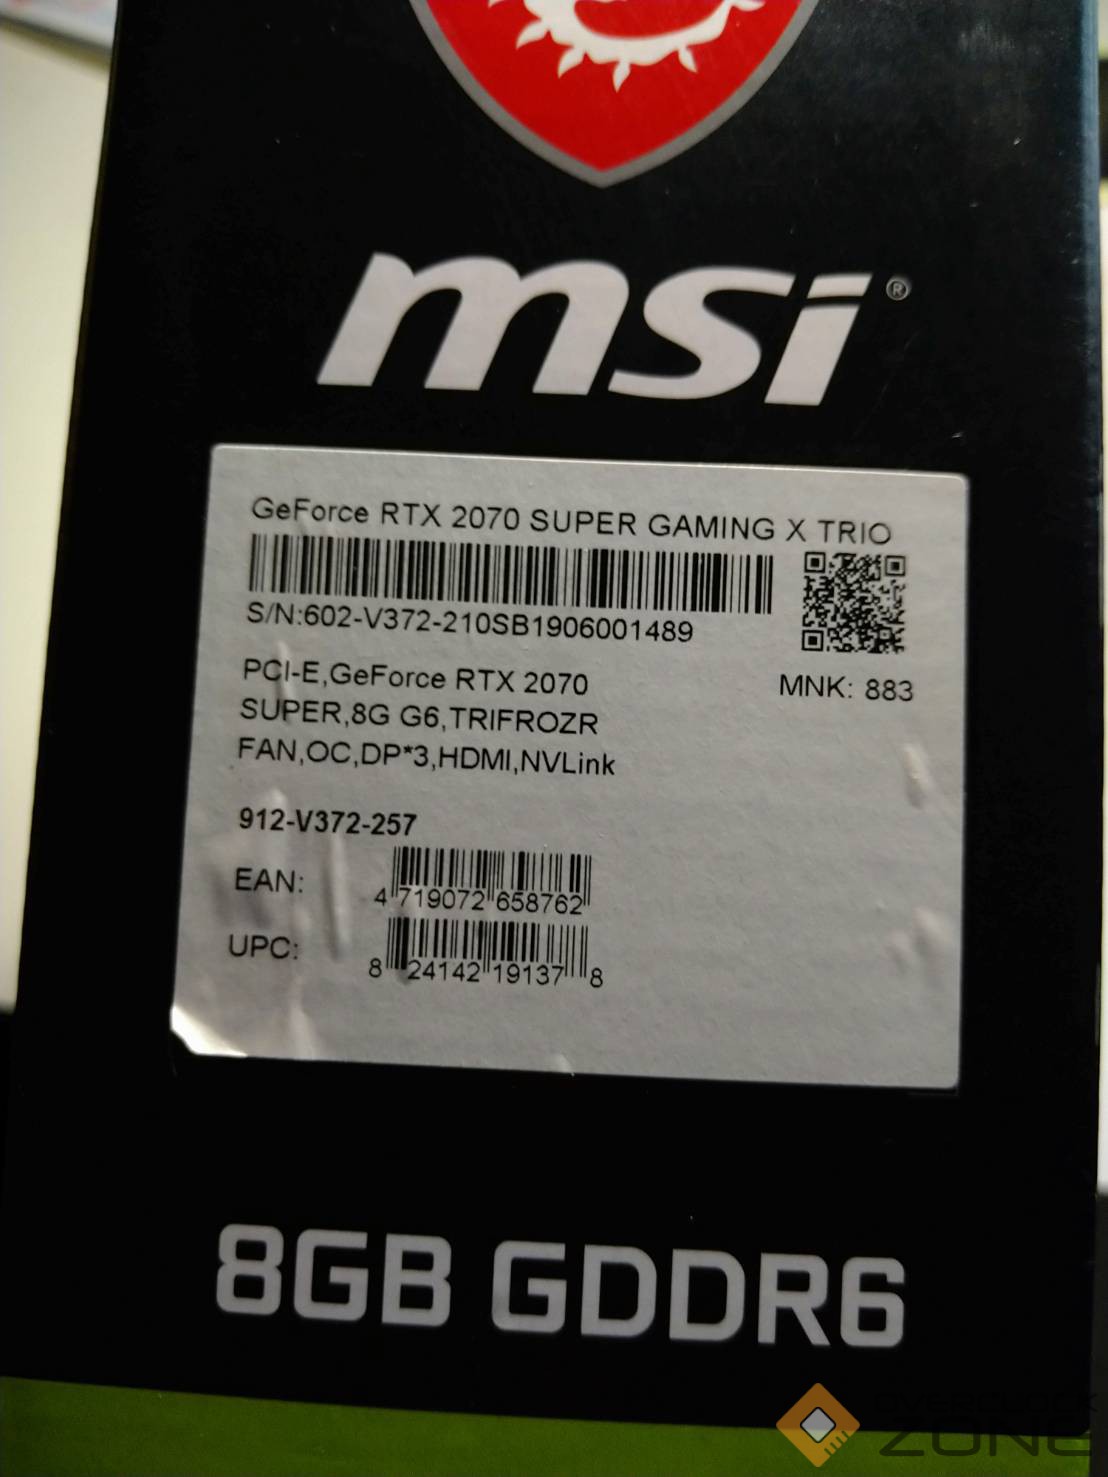 msi®
GeForce RTX 2070 SUPER GAMING X TRIO
S/N:602-V372-210SB1906001489
PCI-E,GeForce RTX 2070
SUPER,8G G6,TRIFROZR
FAN,OC,DP*3,HDMI,NVLink
MNK: 883
912-V372-257
EAN:
4 719072 658762
UPC:
8 24142 19137 8
8GB GDDR6
OVERCLOCK
ZONE